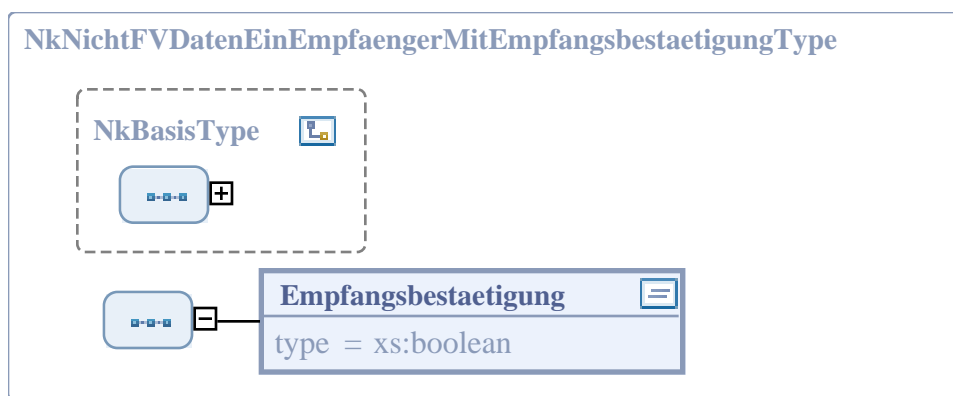 NkNichtFVDatenEinEmpfaengerMitEmpfangsbestaetigungType
NkBasisType
Empfangsbestaetigung
type = xs:boolean